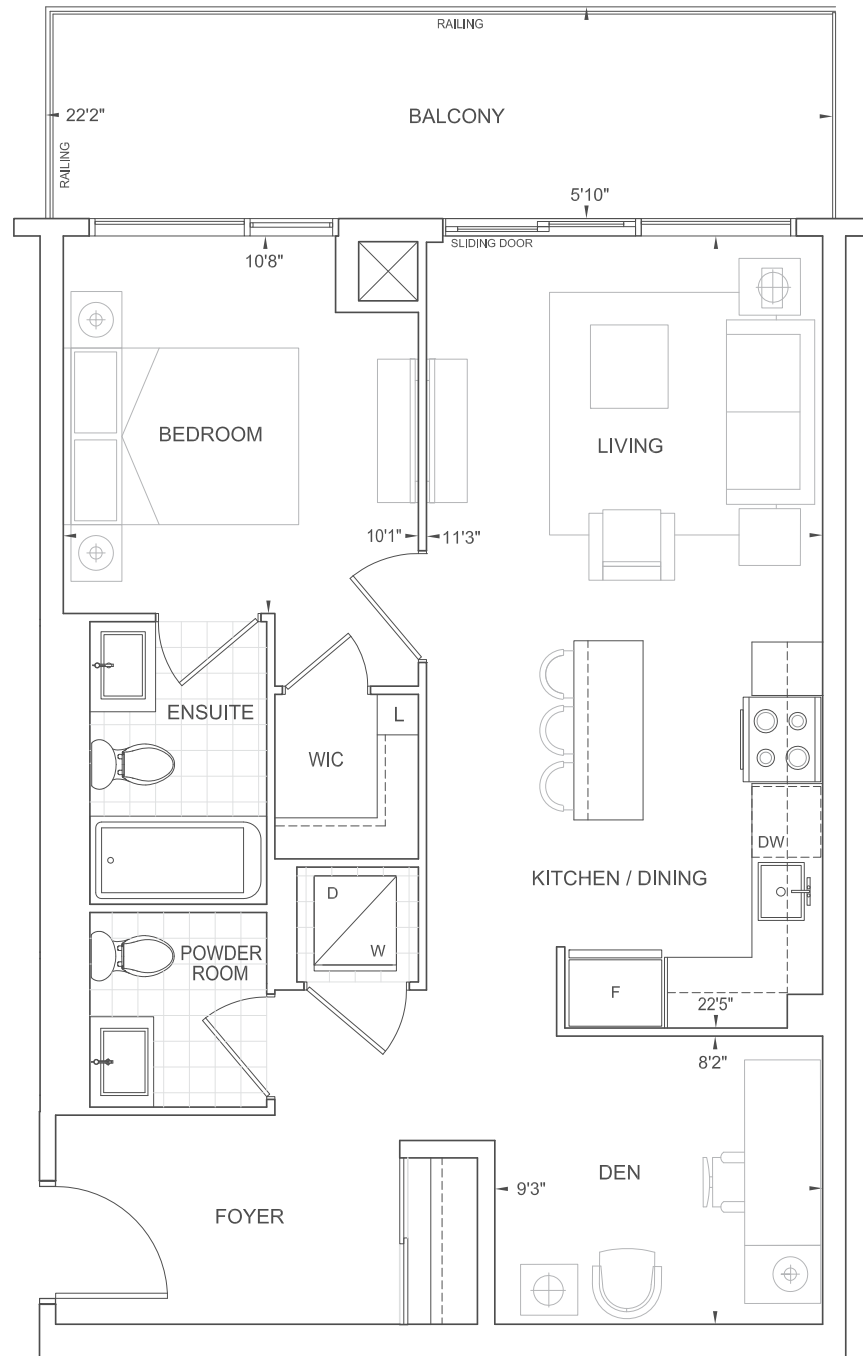 RAILING
22'2"
BALCONY
RAILING
5'10"
SLIDING DOOR
10'8"
BEDROOM
LIVING
10'1"
11'3"
ENSUITE
L
WIC
DW
KITCHEN / DINING
D
W
POWDER
ROOM
F
22'5"
8'2"
DEN
9'3"
FOYER